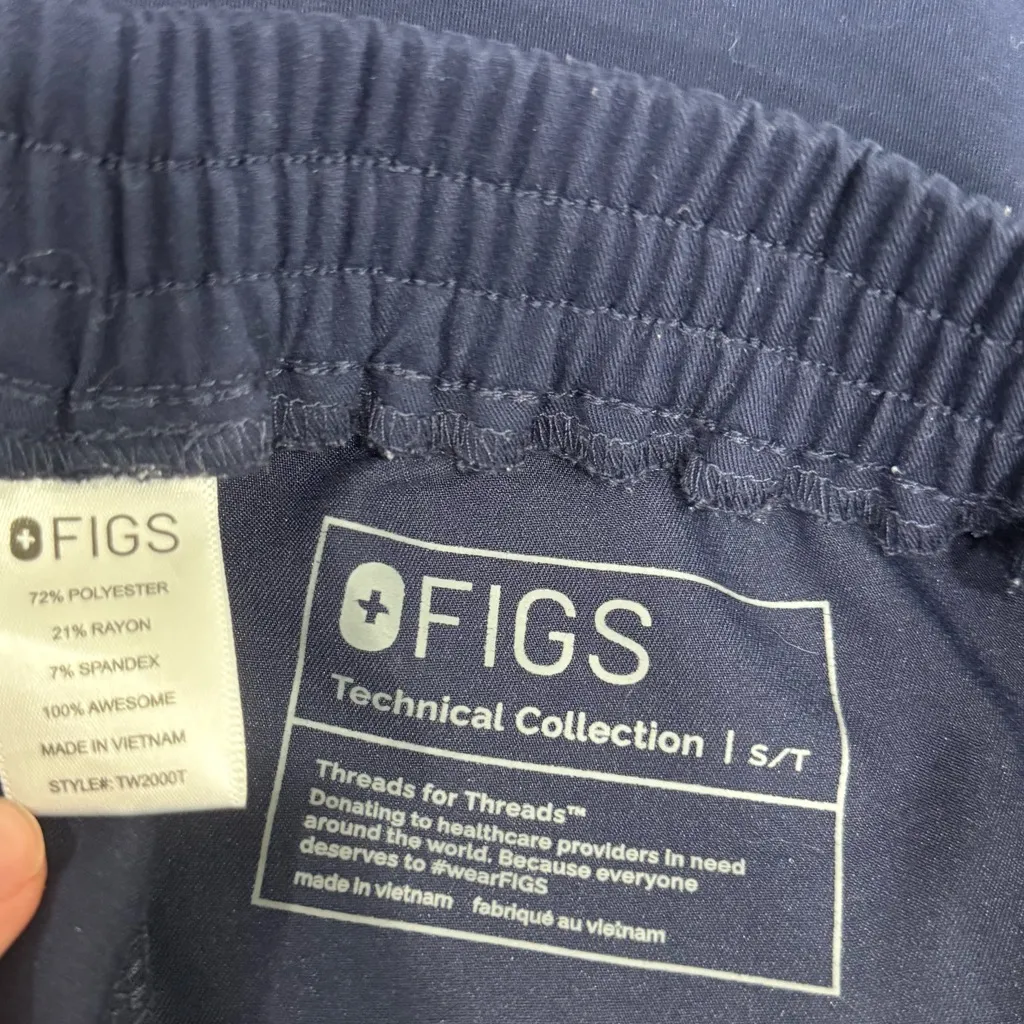 FIGS
72% POLYESTER
21% RAYON
7% SPANDEX
100% AWESOME
MADE IN VIETNAM
STYLE#: TW2000T
FIGS
Technical Collection | S/T
Threads for Threads™
Donating to healthcare providers in need
around the world. Because everyone
deserves to #wearFIGS
made in vietnam fabriqué au vietnam